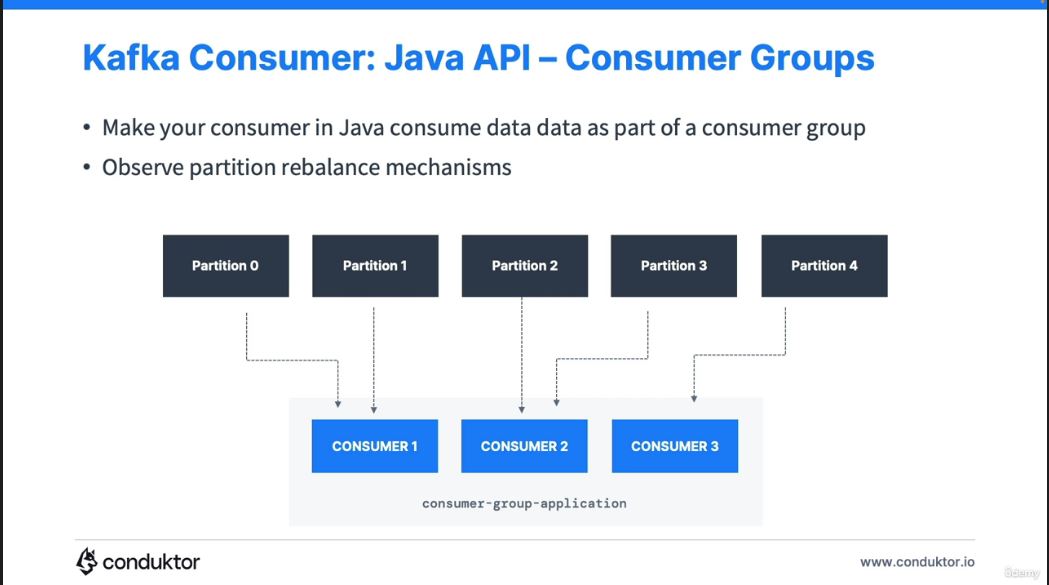 Kafka Consumer: Java API – Consumer Groups
• Make your consumer in Java consume data data as part of a consumer group
• Observe partition rebalance mechanisms
Partition 0
Partition 1
Partition 2
Partition 3
Partition 4
CONSUMER 1
CONSUMER 2
CONSUMER 3
consumer-group-application
conduktor
www.conduktor.io
ûdemy